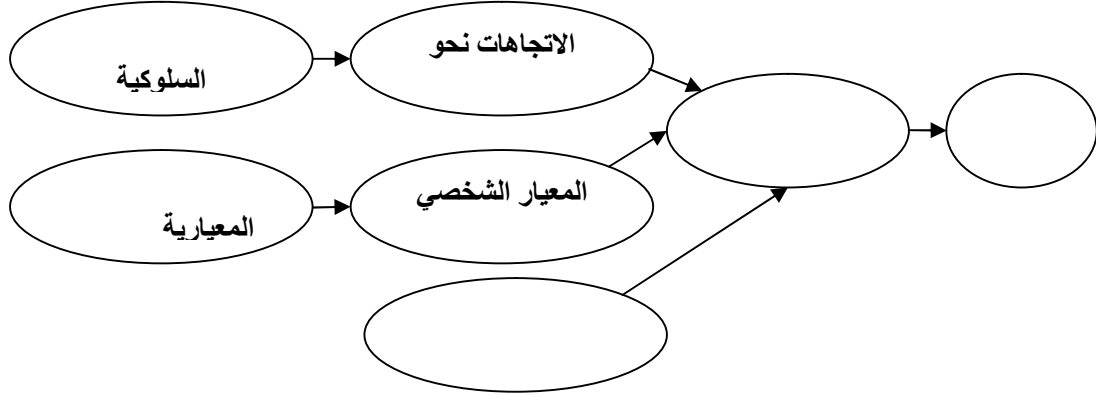 الاتجاهات نحو
السلوكية
المعيار الشخصي
المعيارية